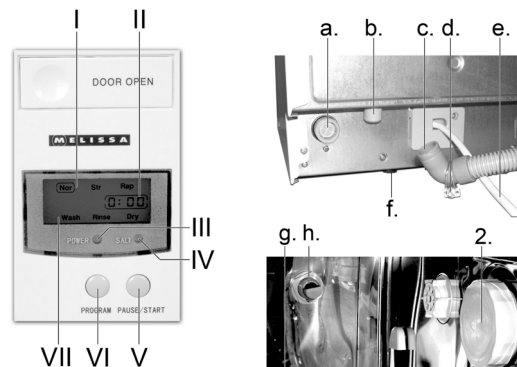 I II
DOOR OPEN
MELISSA
Nor Str Rap
0:00
Wash Rinse Dry
POWER SALT
III
IV
PROGRAM PAUSE/START
VII VI V
a. b. c. d. e.
f.
g. h. 2.